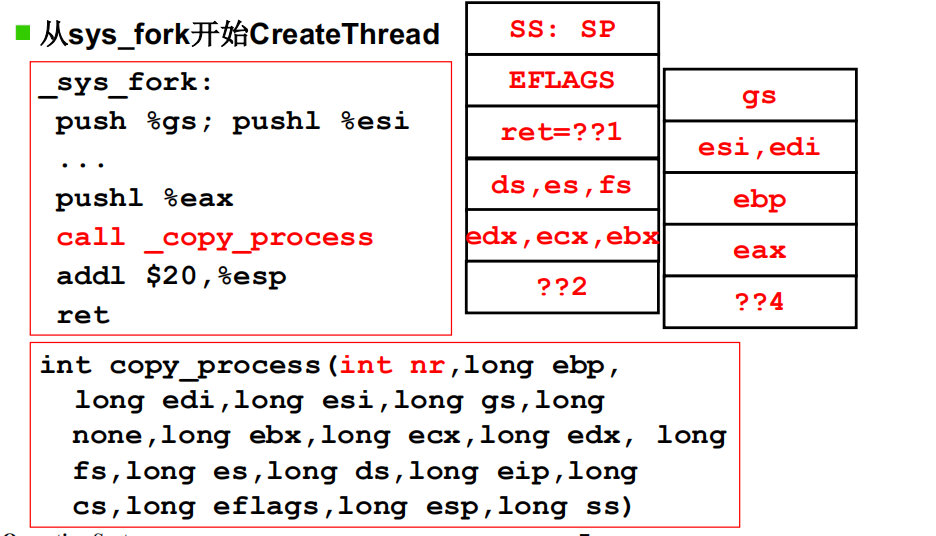 从sys_fork开始CreateThread
_sys_fork:
push %gs; pushl %esi
...
pushl %eax
call _copy_process
addl $20,%esp
ret
SS: SP
EFLAGS
ret=??1
ds,es,fs
edx,ecx,ebx
??2
gs
esi,edi
ebp
eax
??4
int copy_process(int nr,long ebp,
long edi,long esi,long gs,long
none,long ebx,long ecx,long edx, long
fs,long es,long ds,long eip,long
cs,long eflags,long esp,long ss)